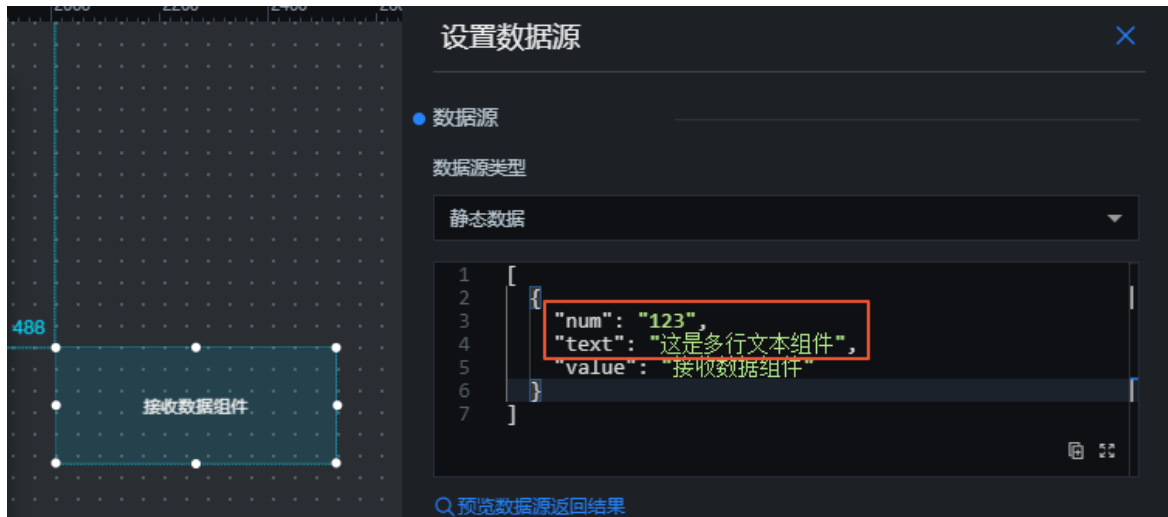 设置数据源
数据源
数据源类型
静态数据
1 [
2 {
3 "num": "123",
4 "text": "这是多行文本组件",
5 "value": "接收数据组件"
6 }
7 ]
预览数据源返回结果
488
接收数据组件